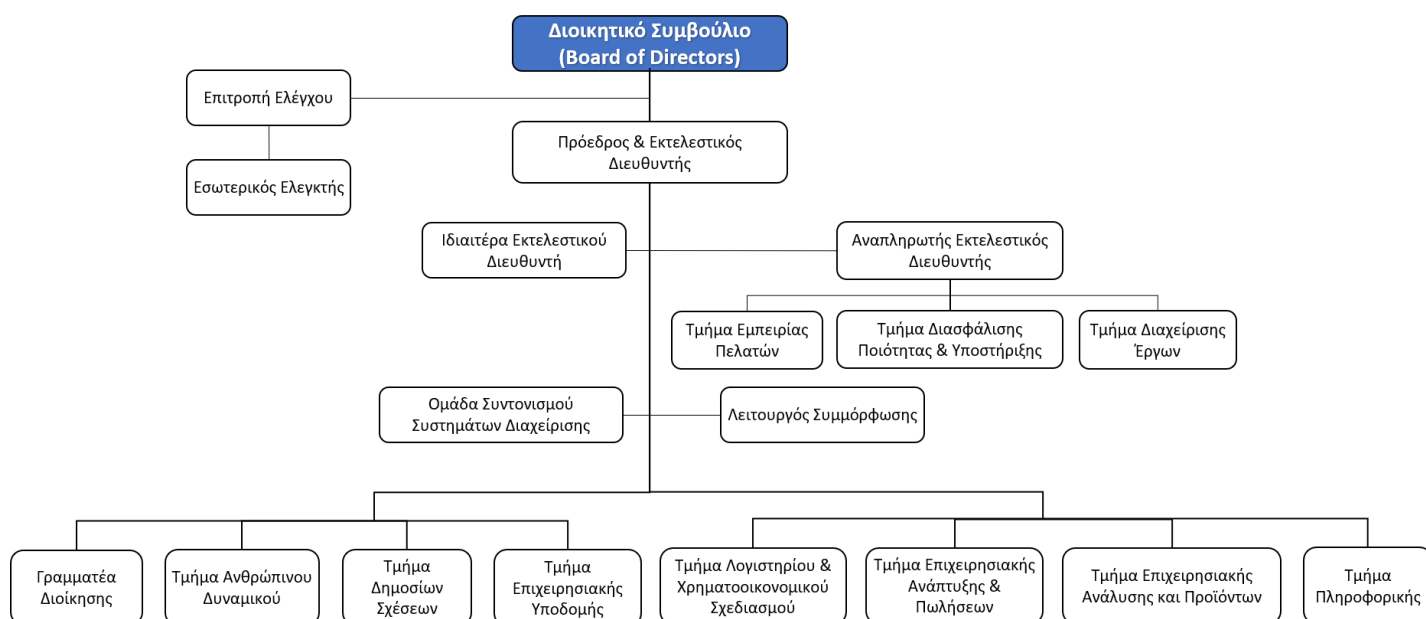 Διοικητικό Συμβούλιο
(Board of Directors)
Επιτροπή Ελέγχου
Εσωτερικός Ελεγκτής
Πρόεδρος & Εκτελεστικός
Διευθυντής
Ιδιαιτέρα Εκτελεστικού
Διευθυντή
Αναπληρωτής Εκτελεστικός
Διευθυντής
Τμήμα Εμπειρίας
Πελατών
Τμήμα Διασφάλισης
Ποιότητας & Υποστήριξης
Τμήμα Διαχείρισης
Έργων
Ομάδα Συντονισμού
Συστημάτων Διαχείρισης
Λειτουργός Συμμόρφωσης
Γραμματέα
Διοίκησης
Τμήμα Ανθρώπινου
Δυναμικού
Τμήμα
Δημοσίων
Σχέσεων
Τμήμα
Επιχειρησιακής
Υποδομής
Τμήμα Λογιστηρίου &
Χρηματοοικονομικού
Σχεδιασμού
Τμήμα Επιχειρησιακής
Ανάπτυξης &
Πωλήσεων
Τμήμα Επιχειρησιακής
Ανάλυσης και Προϊόντων
Τμήμα
Πληροφορικής